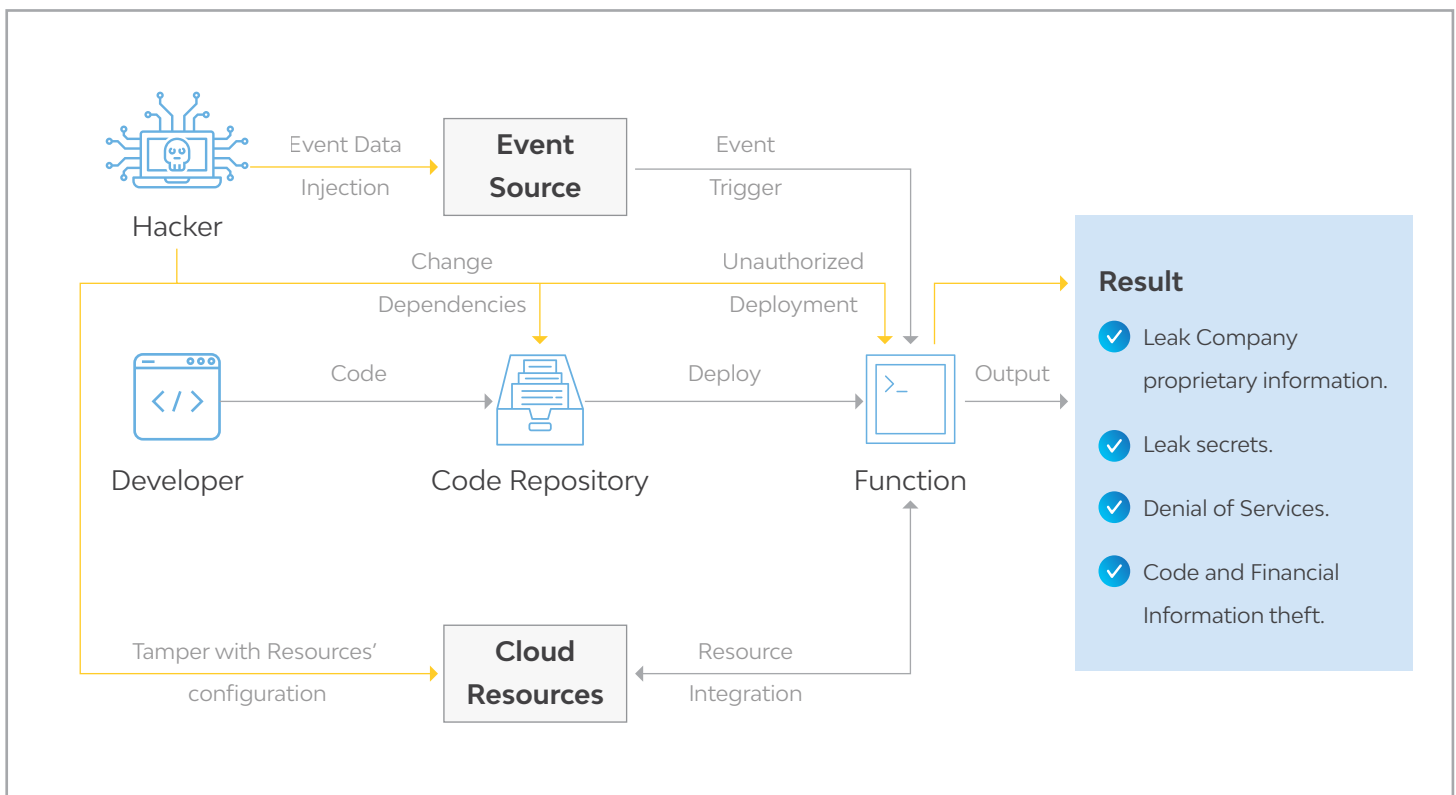 Event Data
Injection
Event
Source
Event
Trigger
Hacker
Change
Dependencies
Unauthorized
Deployment
Result
Leak Company
proprietary information.
Leak secrets.
Denial of Services.
Code and Financial
Information theft.
</>
Code
Deploy
>_
Output
Developer
Code Repository
Function
Tamper with Resources’
configuration
Cloud
Resources
Resource
Integration